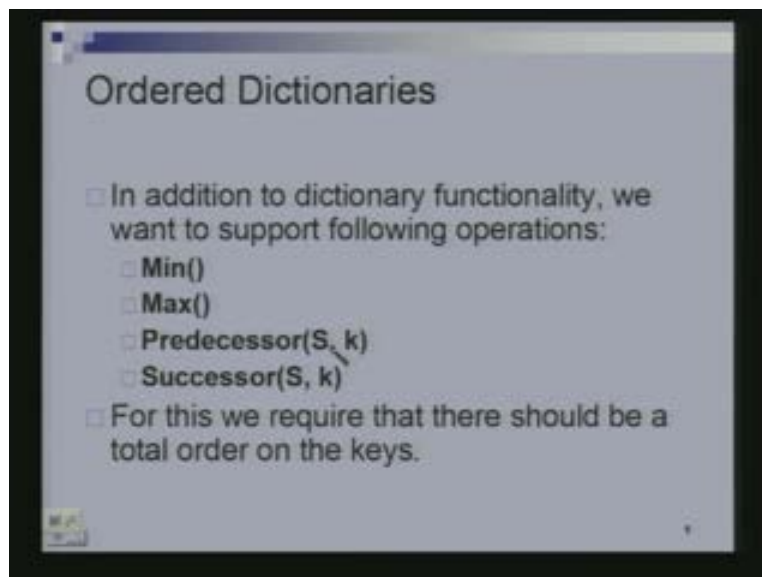 Ordered Dictionaries
In addition to dictionary functionality, we
want to support following operations:
Min()
Max()
Predecessor(S, k)
Successor(S, k)
For this we require that there should be a
total order on the keys.